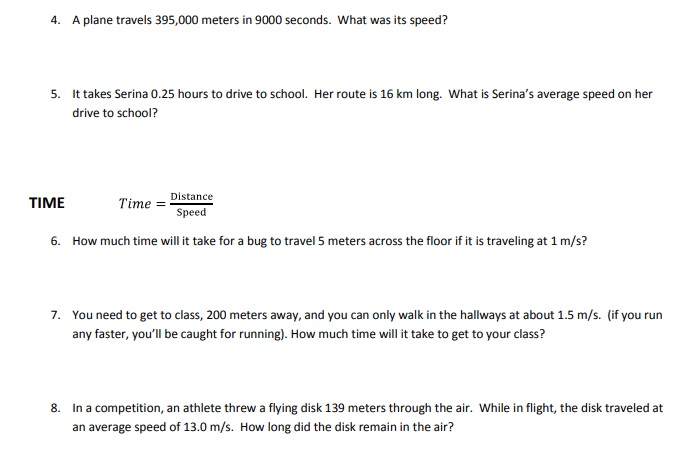 4. A plane travels 395,000 meters in 9000 seconds. What was its speed?
5. It takes Serina 0.25 hours to drive to school. Her route is 16 km long. What is Serina's average speed on her
drive to school?
TIME Time = Distance / Speed
6. How much time will it take for a bug to travel 5 meters across the floor if it is traveling at 1 m/s?
7. You need to get to class, 200 meters away, and you can only walk in the hallways at about 1.5 m/s. (if you run
any faster, you'll be caught for running). How much time will it take to get to your class?
8. In a competition, an athlete threw a flying disk 139 meters through the air. While in flight, the disk traveled at
an average speed of 13.0 m/s. How long did the disk remain in the air?